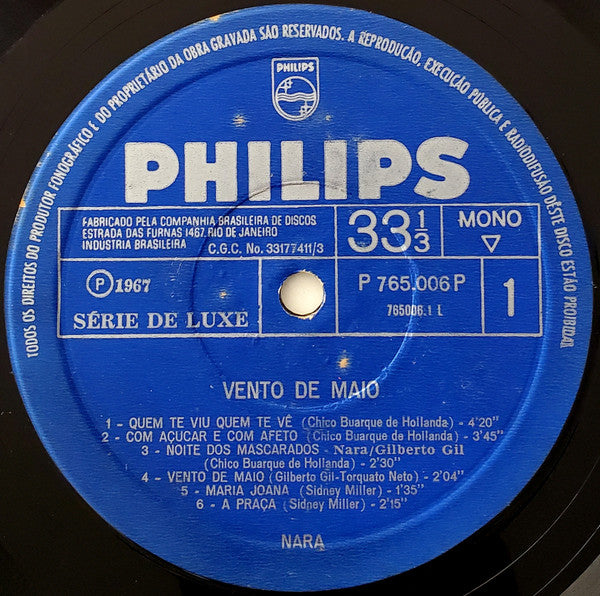 TODOS OS DIREITOS DO PRODUTOR FONOGRÁFICO E DO PROPRIETÁRIO DA OBRA GRAVADA SÃO RESERVADOS. A REPRODUÇÃO, EXECUÇÃO PÚBLICA E RADIODIFUSÃO DÊSTE DISCO ESTÃO PROIBIDAS
PHILIPS
PHILIPS
FABRICADO PELA COMPANHIA BRASILEIRA DE DISCOS
ESTRADA DAS FURNAS 1467. RIO DE JANEIRO
INDUSTRIA BRASILEIRA C.G.C. No. 33177411/3
33 1/3
MONO
Ⓟ 1967
SÉRIE DE LUXE
P 765.006 P
765006.1 L
1
VENTO DE MAIO
1 - QUEM TE VIU QUEM TE VÊ (Chico Buarque de Hollanda) - 4'20"
2 - COM AÇUCAR E COM AFETO (Chico Buarque de Hollanda) - 3'45"
3 - NOITE DOS MASCARADOS - Nara/Gilberto Gil
(Chico Buarque de Hollanda) - 2'30"
4 - VENTO DE MAIO (Gilberto Gil-Torquato Neto) - 2'04"
5 - MARIA JOANA (Sidney Miller) - 1'35"
6 - A PRAÇA (Sidney Miller) - 2'15"
NARA